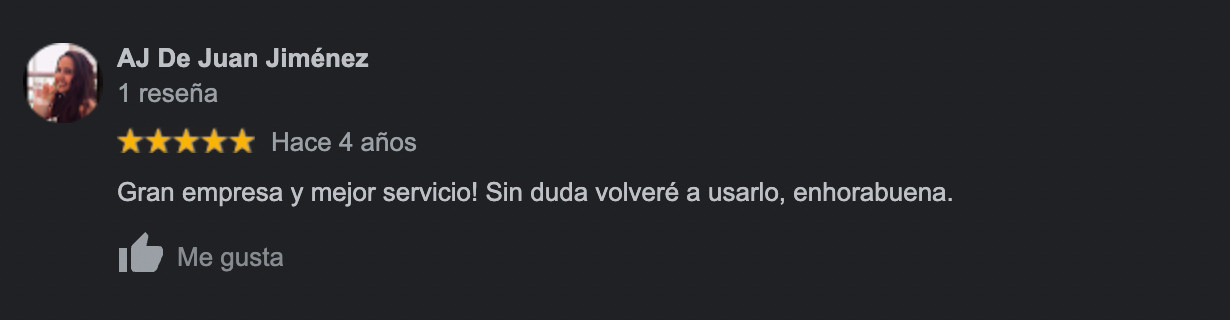 AJ De Juan Jiménez
1 reseña
Hace 4 años
Gran empresa y mejor servicio! Sin duda volveré a usarlo, enhorabuena.
Me gusta